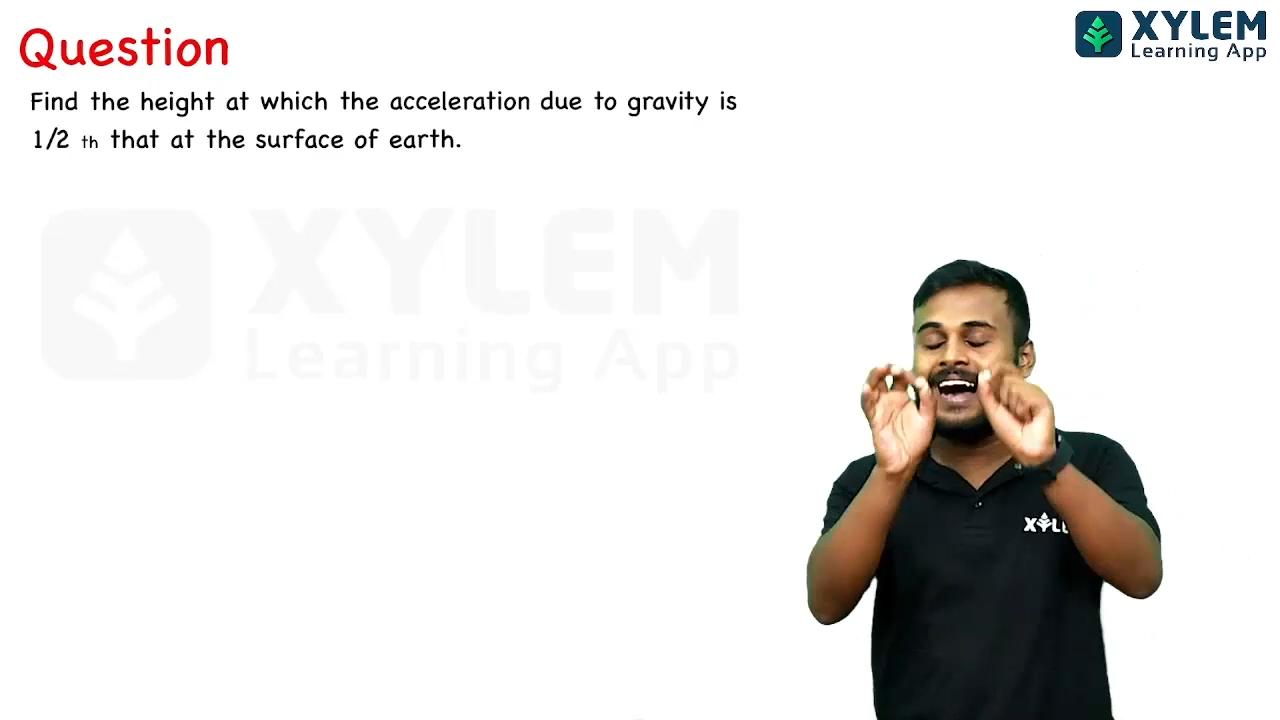 Question
XYLEM
Learning App
Find the height at which the acceleration due to gravity is
1/2 th that at the surface of earth.
XYLEM
Learning App
XYLE